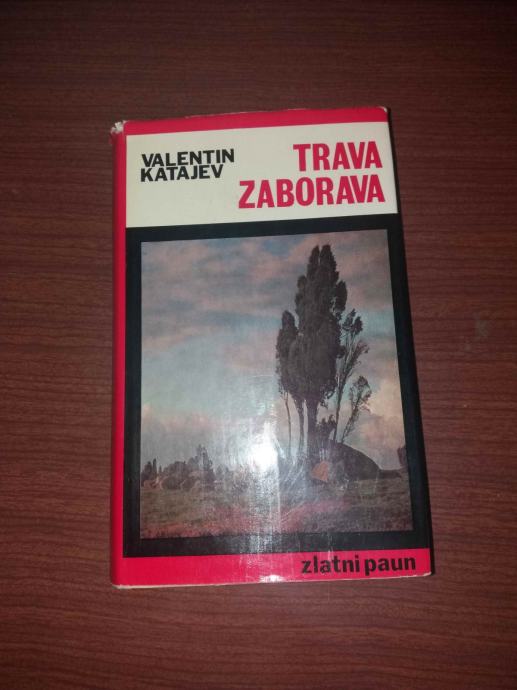 VALENTIN
KATAJEV
TRAVA
ZABORAVA
zlatni paun